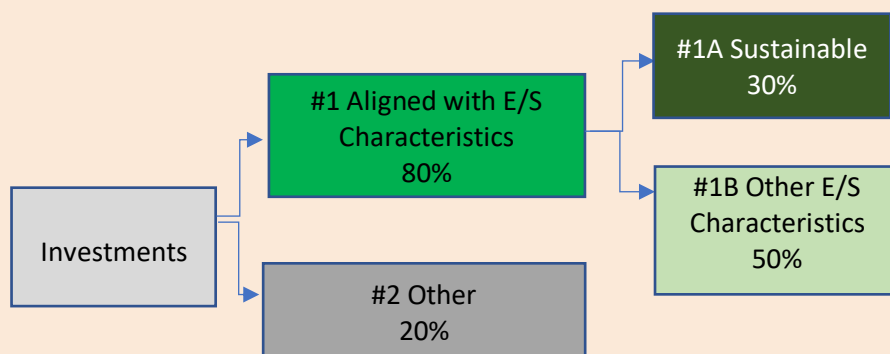 Investments
#1 Aligned with E/S
Characteristics
80%
#2 Other
20%
#1A Sustainable
30%
#1B Other E/S
Characteristics
50%